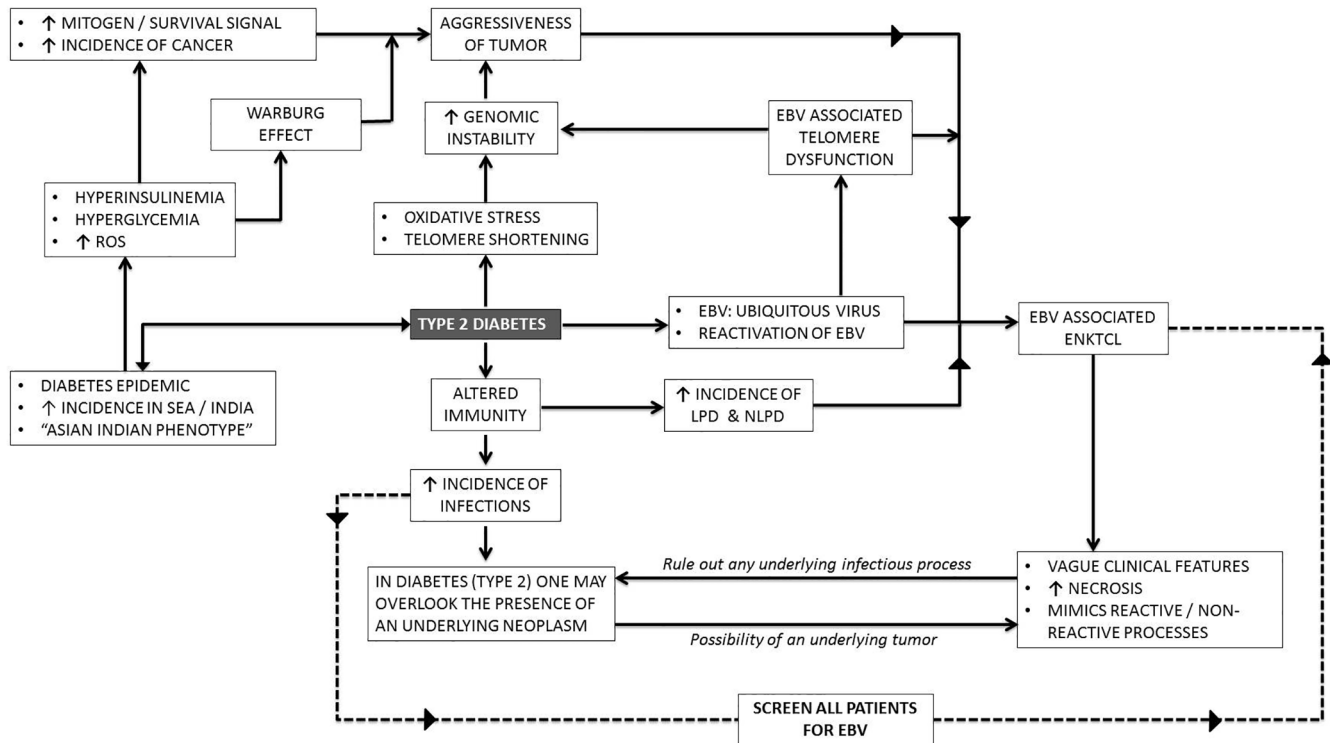 • ↑ MITOGEN / SURVIVAL SIGNAL
• ↑ INCIDENCE OF CANCER
AGGRESSIVENESS
OF TUMOR
WARBURG
EFFECT
↑ GENOMIC
INSTABILITY
EBV ASSOCIATED
TELOMERE
DYSFUNCTION
• HYPERINSULINEMIA
• HYPERGLYCEMIA
• ↑ ROS
• OXIDATIVE STRESS
• TELOMERE SHORTENING
TYPE 2 DIABETES
• EBV: UBIQUITOUS VIRUS
• REACTIVATION OF EBV
EBV ASSOCIATED
ENKTCL
• DIABETES EPIDEMIC
• ↑ INCIDENCE IN SEA / INDIA
• “ASIAN INDIAN PHENOTYPE”
ALTERED
IMMUNITY
↑ INCIDENCE OF
LPD & NLPD
↑ INCIDENCE OF
INFECTIONS
IN DIABETES (TYPE 2) ONE MAY
OVERLOOK THE PRESENCE OF
AN UNDERLYING NEOPLASM
Rule out any underlying infectious process
Possibility of an underlying tumor
• VAGUE CLINICAL FEATURES
• ↑ NECROSIS
• MIMICS REACTIVE / NON-
REACTIVE PROCESSES
SCREEN ALL PATIENTS
FOR EBV